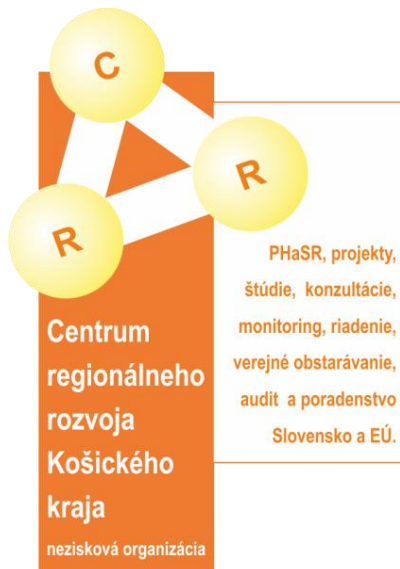 C
R
R
PHaSR, projekty,
štúdie, konzultácie,
monitoring, riadenie,
verejné obstarávanie,
audit a poradenstvo
Slovensko a EÚ.
Centrum
regionálneho
rozvoja
Košického
kraja
nezisková organizácia